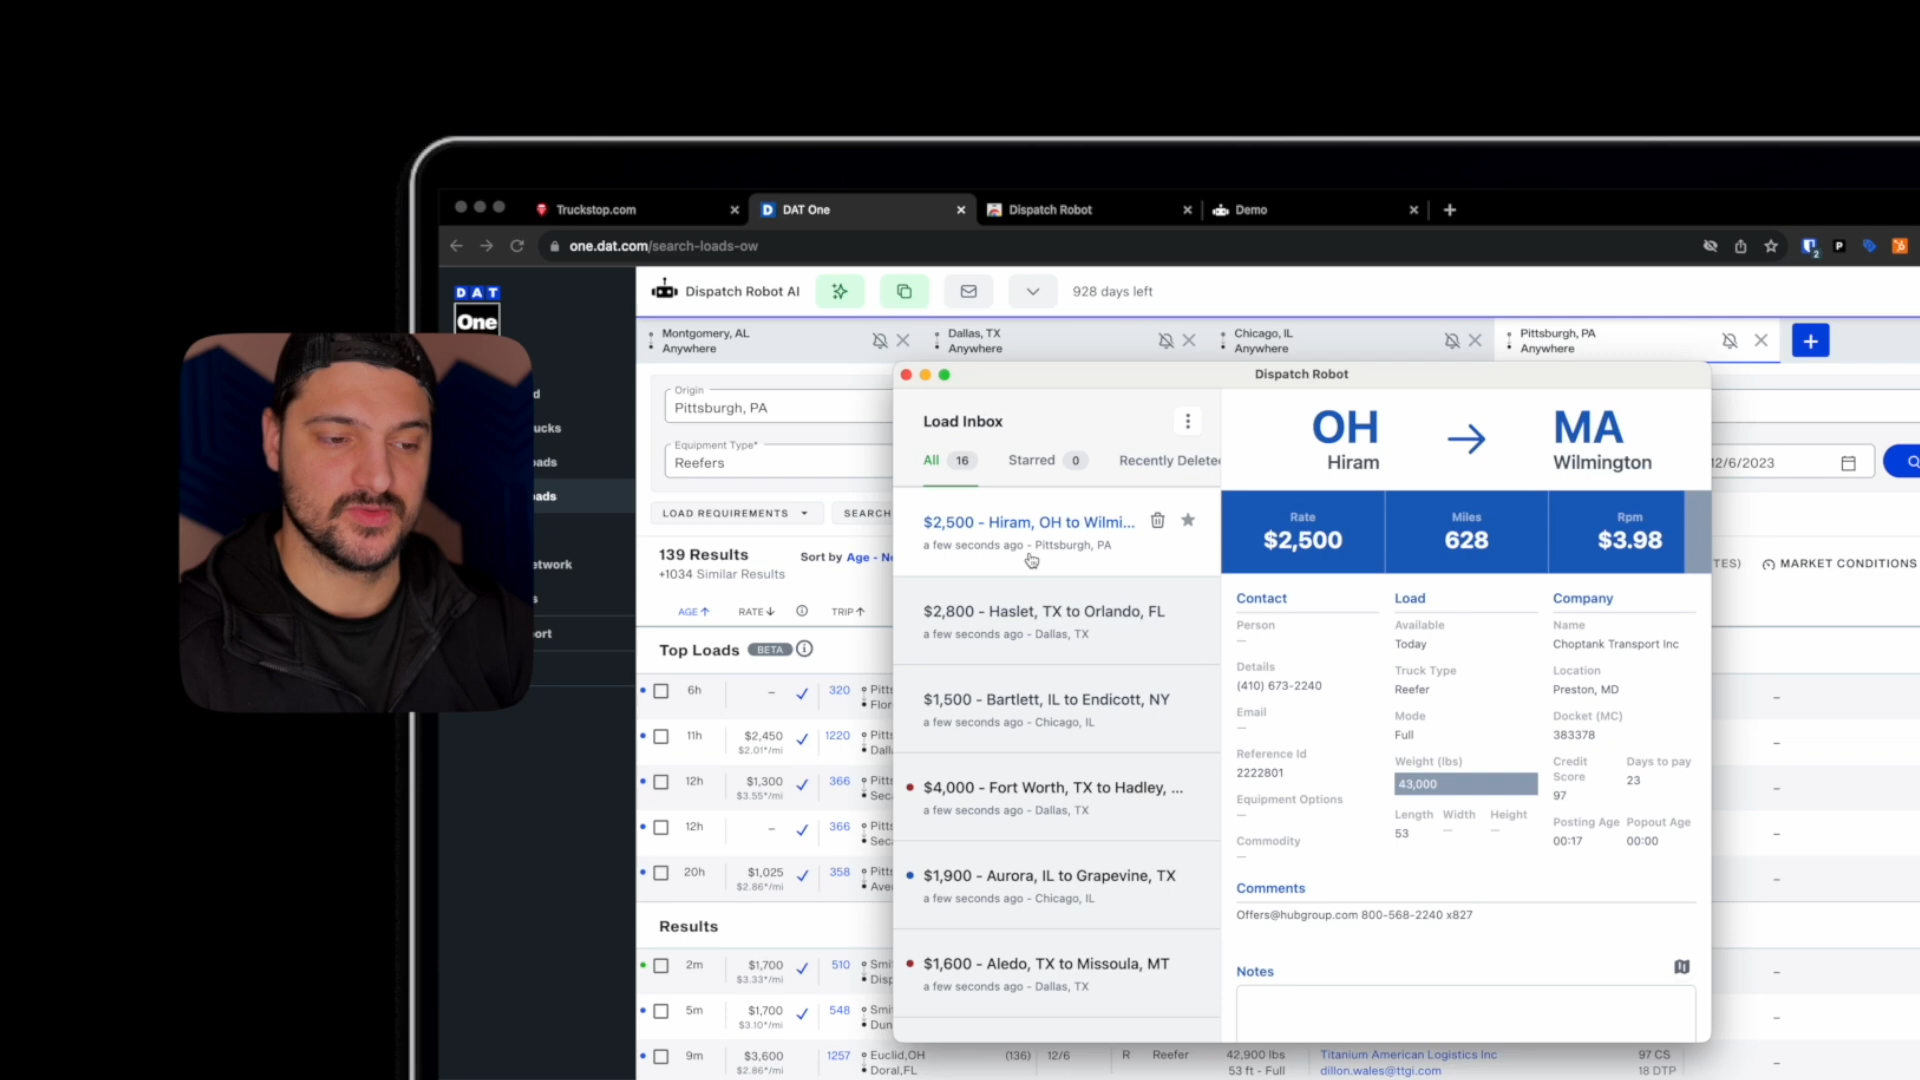 Truckstop.com
DAT One
Dispatch Robot
Demo
one.dat.com/search-loads-ow
2
P
DAT
One
Dispatch Robot AI
928 days left
Montgomery, AL
Anywhere
Dallas, TX
Anywhere
Chicago, IL
Anywhere
Pittsburgh, PA
Anywhere
Origin
Pittsburgh, PA
Equipment Type*
Reefers
LOAD REQUIREMENTS
SEARCH
139 Results
+1034 Similar Results
Sort by Age - Ne
AGE
RATE
TRIP
Top Loads BETA
6h – 320 Pitts
Flor
11h $2,450 1220 Pitts
$2.01*/mi Dall
12h $1,300 366 Pitts
$3.55*/mi Sec
12h – 366 Pitts
Sec
20h $1,025 358 Pitts
$2.86*/mi Ave
Results
2m $1,700 510 Smi
$3.33*/mi Disp
5m $1,700 548 Smi
$3.10*/mi Dun
9m $3,600 1257 Euclid,OH (136) 12/6 R Reefer 42,900 lbs Titanium American Logistics Inc 97 CS
$2.86*/mi Doral,FL 53 ft - Full dillon.wales@ttgi.com 18 DTP
Dispatch Robot
Load Inbox
All 16
Starred 0
Recently Delete
$2,500 - Hiram, OH to Wilmi...
a few seconds ago - Pittsburgh, PA
$2,800 - Haslet, TX to Orlando, FL
a few seconds ago - Dallas, TX
$1,500 - Bartlett, IL to Endicott, NY
a few seconds ago - Chicago, IL
$4,000 - Fort Worth, TX to Hadley, ...
a few seconds ago - Dallas, TX
$1,900 - Aurora, IL to Grapevine, TX
a few seconds ago - Chicago, IL
$1,600 - Aledo, TX to Missoula, MT
a few seconds ago - Dallas, TX
OH
Hiram
MA
Wilmington
Rate
$2,500
Miles
628
Rpm
$3.98
Contact
Person
—
Details
(410) 673-2240
Email
—
Reference Id
2222801
Equipment Options
—
Commodity
—
Load
Available
Today
Truck Type
Reefer
Mode
Full
Weight (lbs)
43,000
Length Width Height
53 — —
Company
Name
Choptank Transport Inc
Location
Preston, MD
Docket (MC)
383378
Credit Score
97
Days to pay
23
Posting Age
00:17
Popout Age
00:00
Comments
Offers@hubgroup.com 800-568-2240 x827
Notes
12/6/2023
TES)
MARKET CONDITIONS
d
ucks
oads
oads
etwork
s
ort